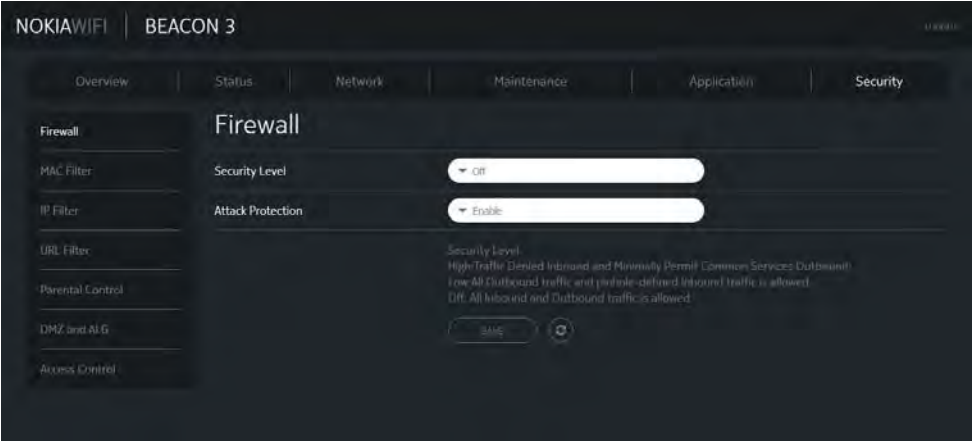 NOKIAWIFI | BEACON 3
Logout
Overview
Status
Network
Maintenance
Application
Security
Firewall
MAC Filter
IP Filter
URL Filter
Parental Control
DMZ and ALG
Access Control
Firewall
Security Level
Off
Attack Protection
Enable
Security Level
High:Traffic Denied Inbound and Minimally Permit Common Services Outbound.
Low:All Outbound traffic and pinhole-defined Inbound traffic is allowed.
Off: All Inbound and Outbound traffic is allowed.
SAVE